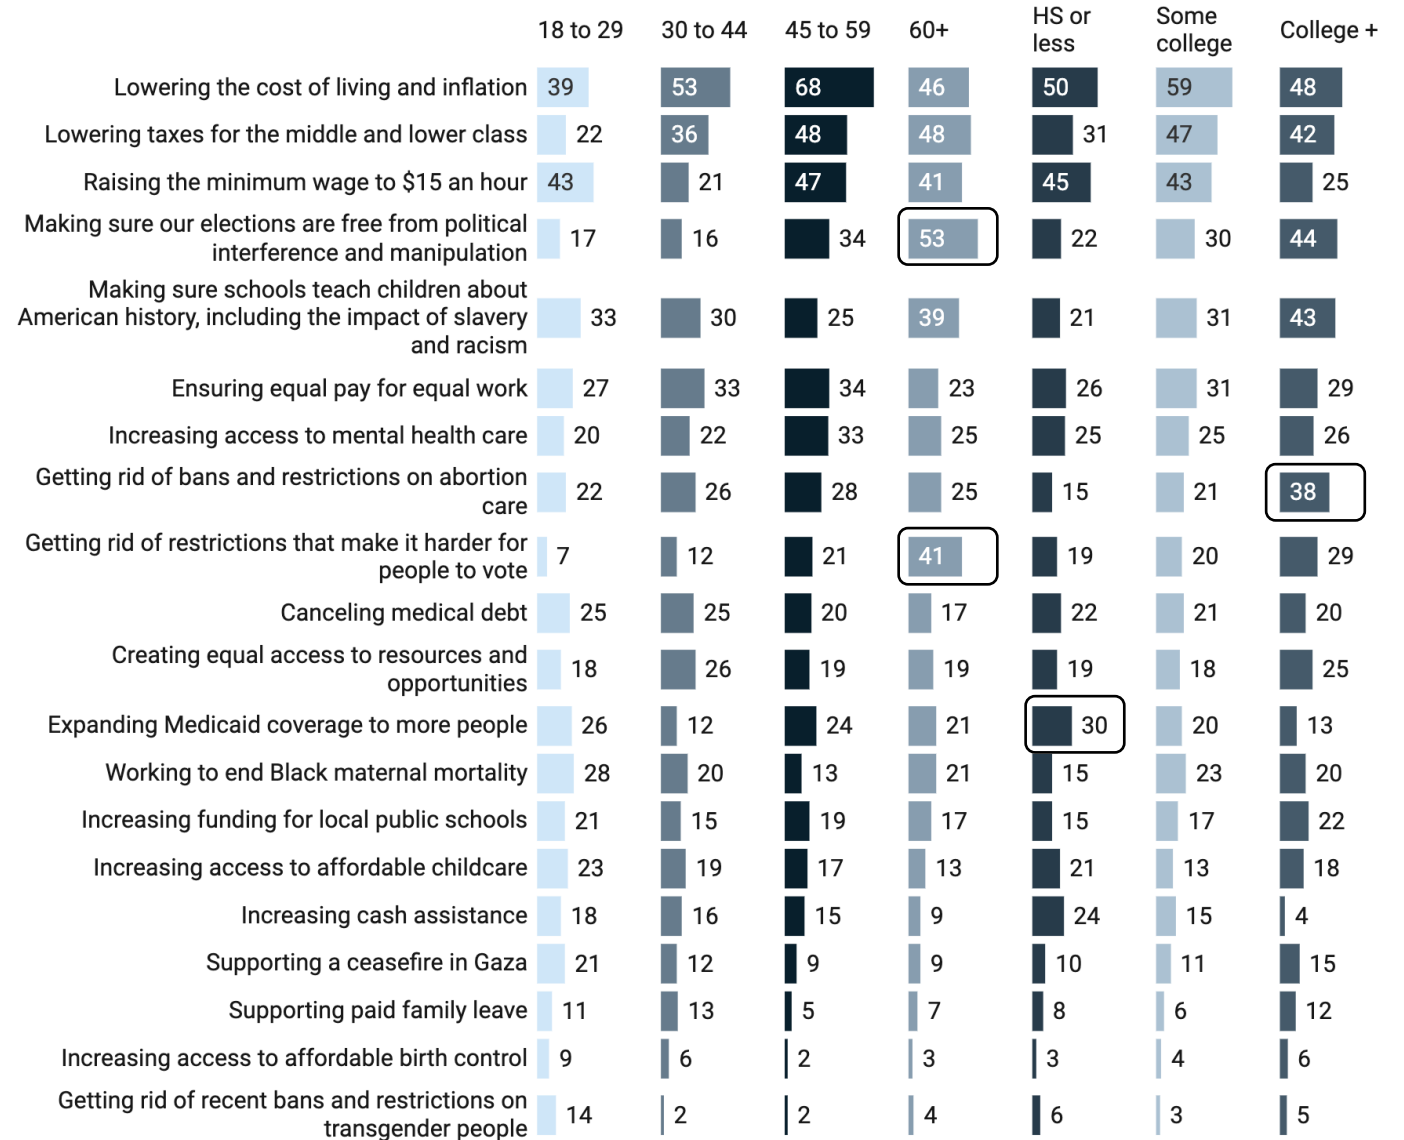 18 to 29 30 to 44 45 to 59 60+ HS or less Some college College +
Lowering the cost of living and inflation 39 53 68 46 50 59 48
Lowering taxes for the middle and lower class 22 36 48 48 31 47 42
Raising the minimum wage to $15 an hour 43 21 47 41 45 43 25
Making sure our elections are free from political
interference and manipulation 17 16 34 53 22 30 44
Making sure schools teach children about
American history, including the impact of slavery
and racism 33 30 25 39 21 31 43
Ensuring equal pay for equal work 27 33 34 23 26 31 29
Increasing access to mental health care 20 22 33 25 25 25 26
Getting rid of bans and restrictions on abortion
care 22 26 28 25 15 21 38
Getting rid of restrictions that make it harder for
people to vote 7 12 21 41 19 20 29
Canceling medical debt 25 25 20 17 22 21 20
Creating equal access to resources and
opportunities 18 26 19 19 19 18 25
Expanding Medicaid coverage to more people 26 12 24 21 30 20 13
Working to end Black maternal mortality 28 20 13 21 15 23 20
Increasing funding for local public schools 21 15 19 17 15 17 22
Increasing access to affordable childcare 23 19 17 13 21 13 18
Increasing cash assistance 18 16 15 9 24 15 4
Supporting a ceasefire in Gaza 21 12 9 9 10 11 15
Supporting paid family leave 11 13 5 7 8 6 12
Increasing access to affordable birth control 9 6 2 3 3 4 6
Getting rid of recent bans and restrictions on
transgender people 14 2 2 4 6 3 5